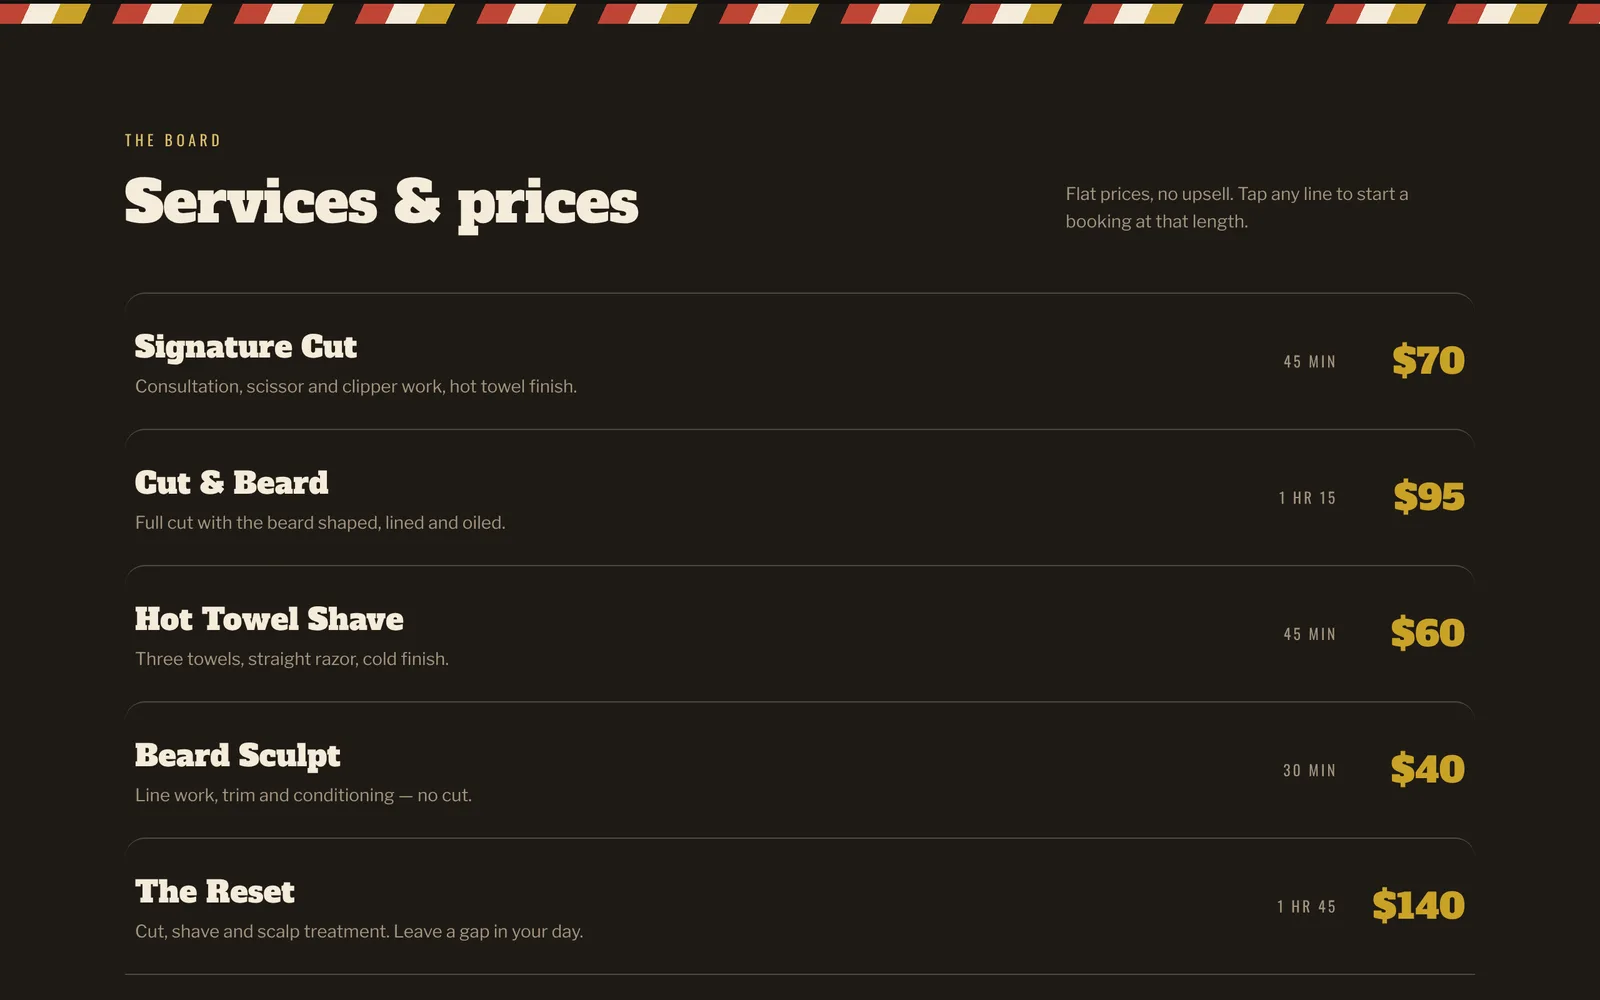 THE BOARD
Services & prices
Flat prices, no upsell. Tap any line to start a
booking at that length.
Signature Cut
Consultation, scissor and clipper work, hot towel finish.
45 MIN
$70
Cut & Beard
Full cut with the beard shaped, lined and oiled.
1 HR 15
$95
Hot Towel Shave
Three towels, straight razor, cold finish.
45 MIN
$60
Beard Sculpt
Line work, trim and conditioning — no cut.
30 MIN
$40
The Reset
Cut, shave and scalp treatment. Leave a gap in your day.
1 HR 45
$140